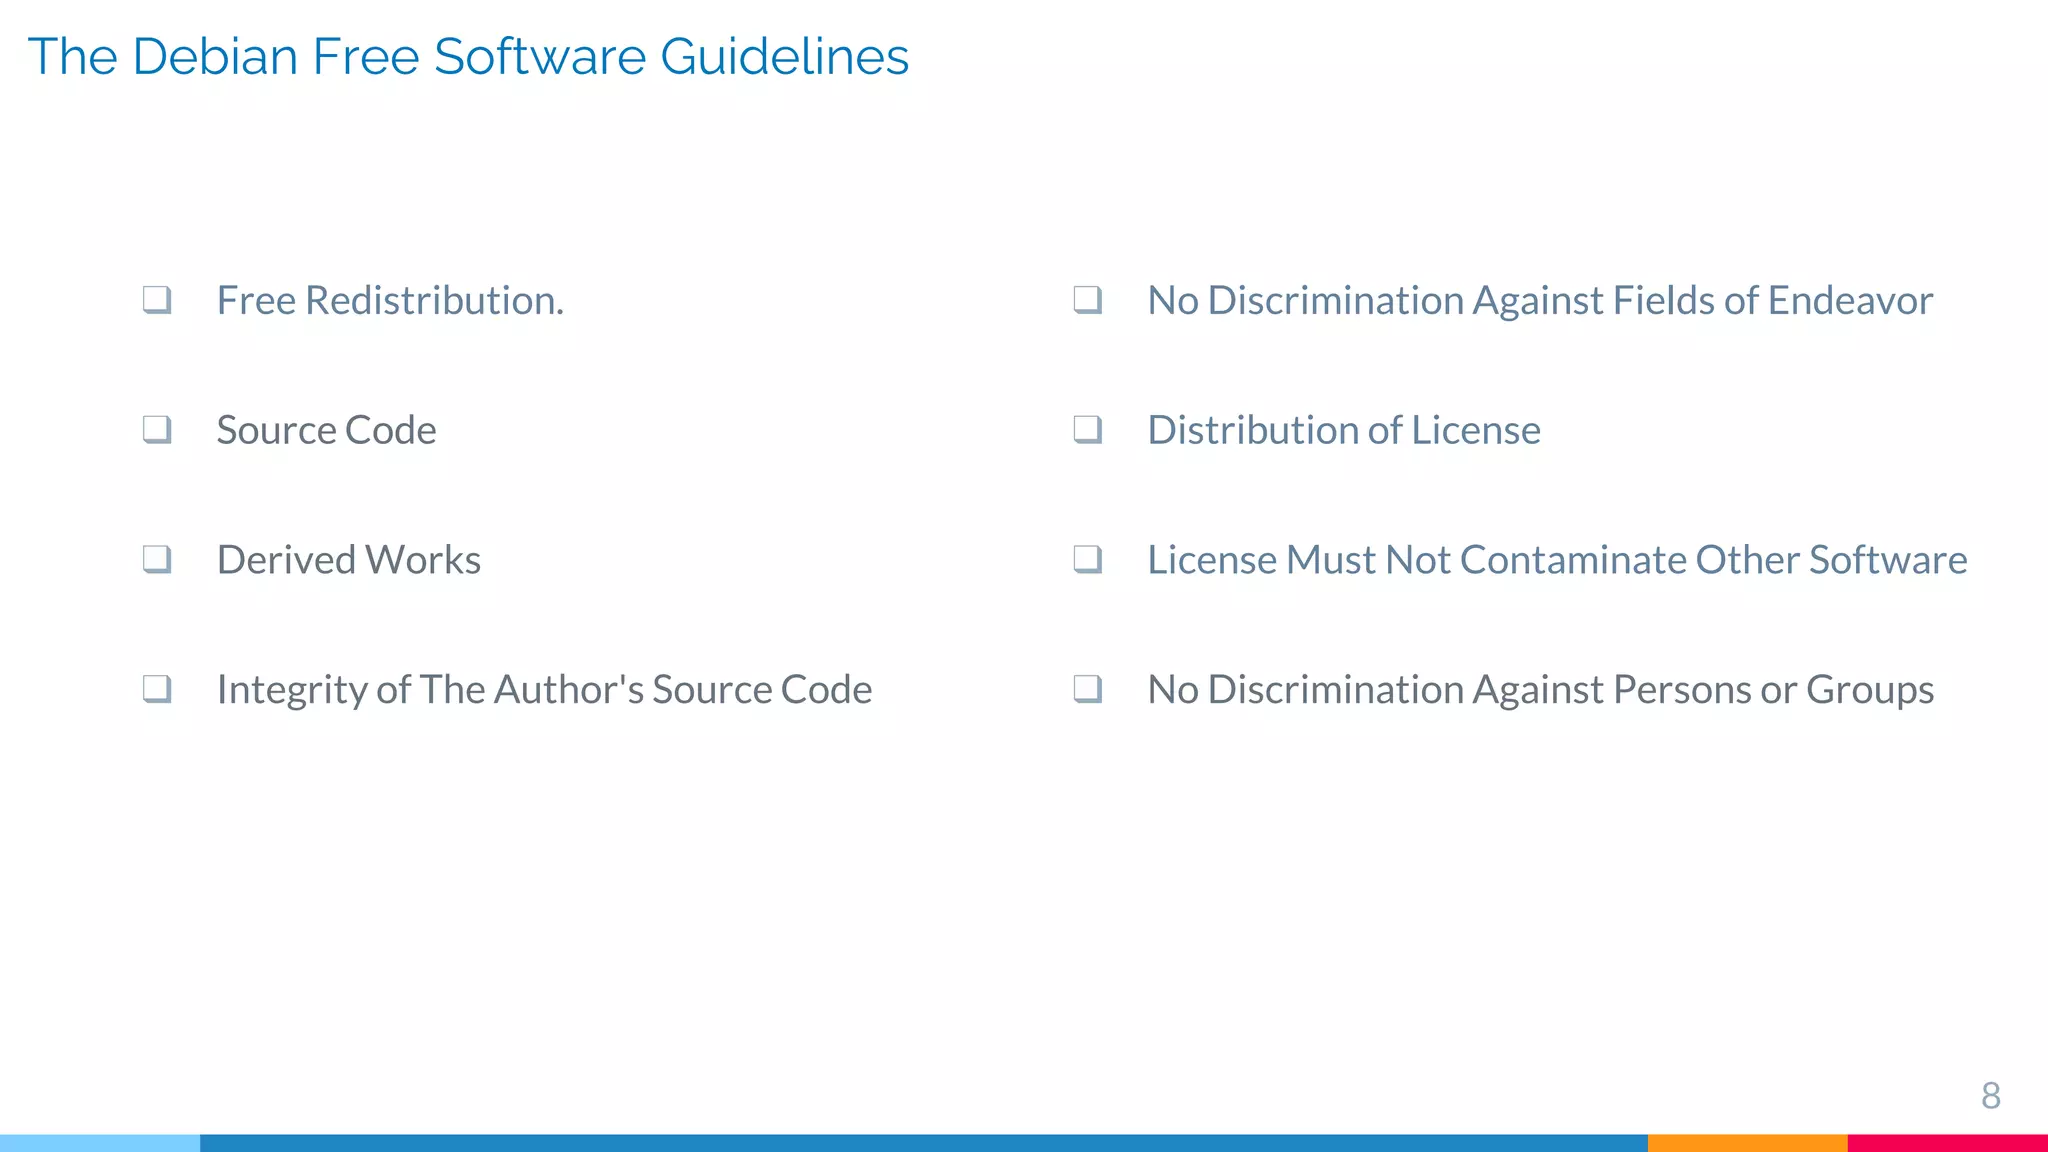 The Debian Free Software Guidelines
❏ Free Redistribution.
❏ Source Code
❏ Derived Works
❏ Integrity of The Author's Source Code
❏ No Discrimination Against Fields of Endeavor
❏ Distribution of License
❏ License Must Not Contaminate Other Software
❏ No Discrimination Against Persons or Groups
8